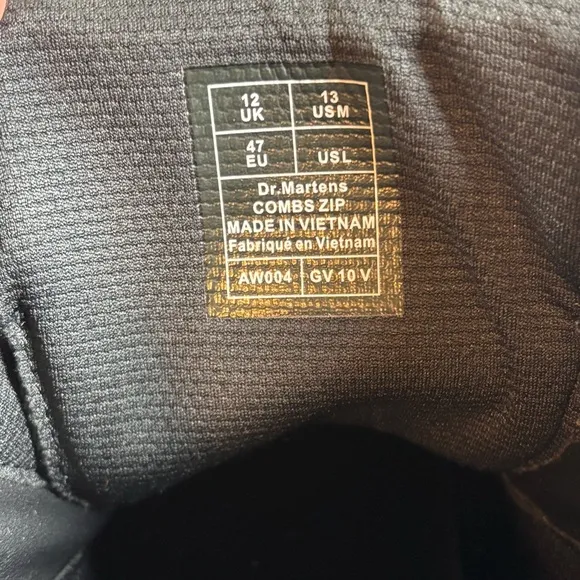 12 UK
13 USM
47 EU
USL
Dr.Martens
COMBS ZIP
MADE IN VIETNAM
Fabriqué en Vietnam
AW004
GV 10 V